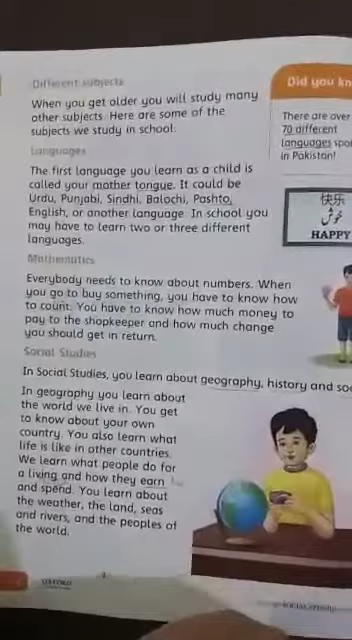 Different subjects
When you get older you will study many
other subjects. Here are some of the
subjects we study in school.
Languages
The first language you learn as a child is
called your mother tongue. It could be
Urdu, Punjabi, Sindhi, Balochi, Pashto,
English, or another language. In school you
may have to learn two or three different
languages.
Mathematics
Everybody needs to know about numbers. When
you go to buy something, you have to know how
to count. You have to know how much money to
pay to the shopkeeper and how much change
you should get in return.
Social Studies
In Social Studies, you learn about geography, history and so
In geography you learn about
the world we live in. You get
to know about your own
country. You also learn what
life is like in other countries.
We learn what people do for
a living and how they earn
and spend. You learn about
the weather, the land, seas
and rivers, and the peoples of
the world.
OXFORD
Did you kn
There are over
70 different
languages spo
in Pakistan!
快乐
خوش
HAPPY